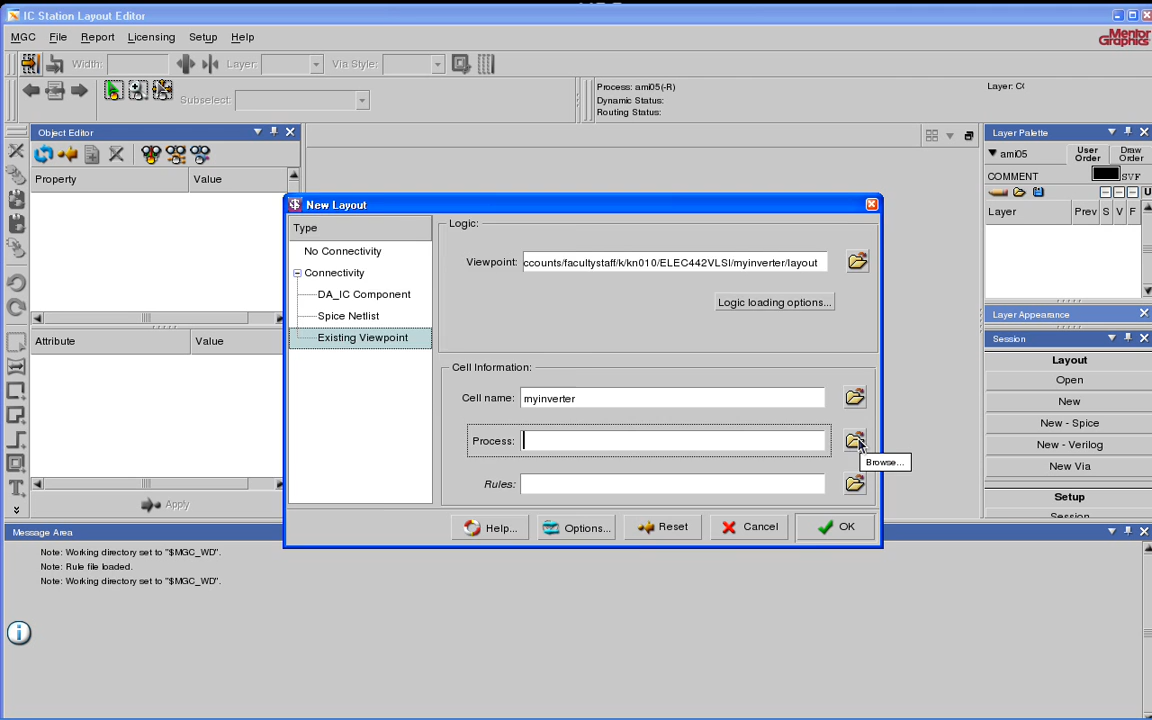 IC Station Layout Editor
MGC File Report Licensing Setup Help
Mentor Graphics
Width: Layer: Via Style:
Subselect:
Process: ami05(-R)
Dynamic Status:
Routing Status:
Layer:
Object Editor
Property Value
Attribute Value
Apply
New Layout
Type
No Connectivity
Connectivity
DA_IC Component
Spice Netlist
Existing Viewpoint
Logic:
Viewpoint: ccounts/facultystaff/k/kn010/ELEC442VLSI/myinverter/layout
Logic loading options...
Cell Information:
Cell name: myinverter
Process:
Browse...
Rules:
Help... Options... Reset Cancel OK
Layer Palette
ami05 User Order Draw Order
COMMENT SVF
Layer Prev S V F
Layer Appearance
Session
Layout
Open
New
New - Spice
New - Verilog
New Via
Setup
Session
Message Area
Note: Working directory set to "$MGC_WD".
Note: Rule file loaded.
Note: Working directory set to "$MGC_WD".